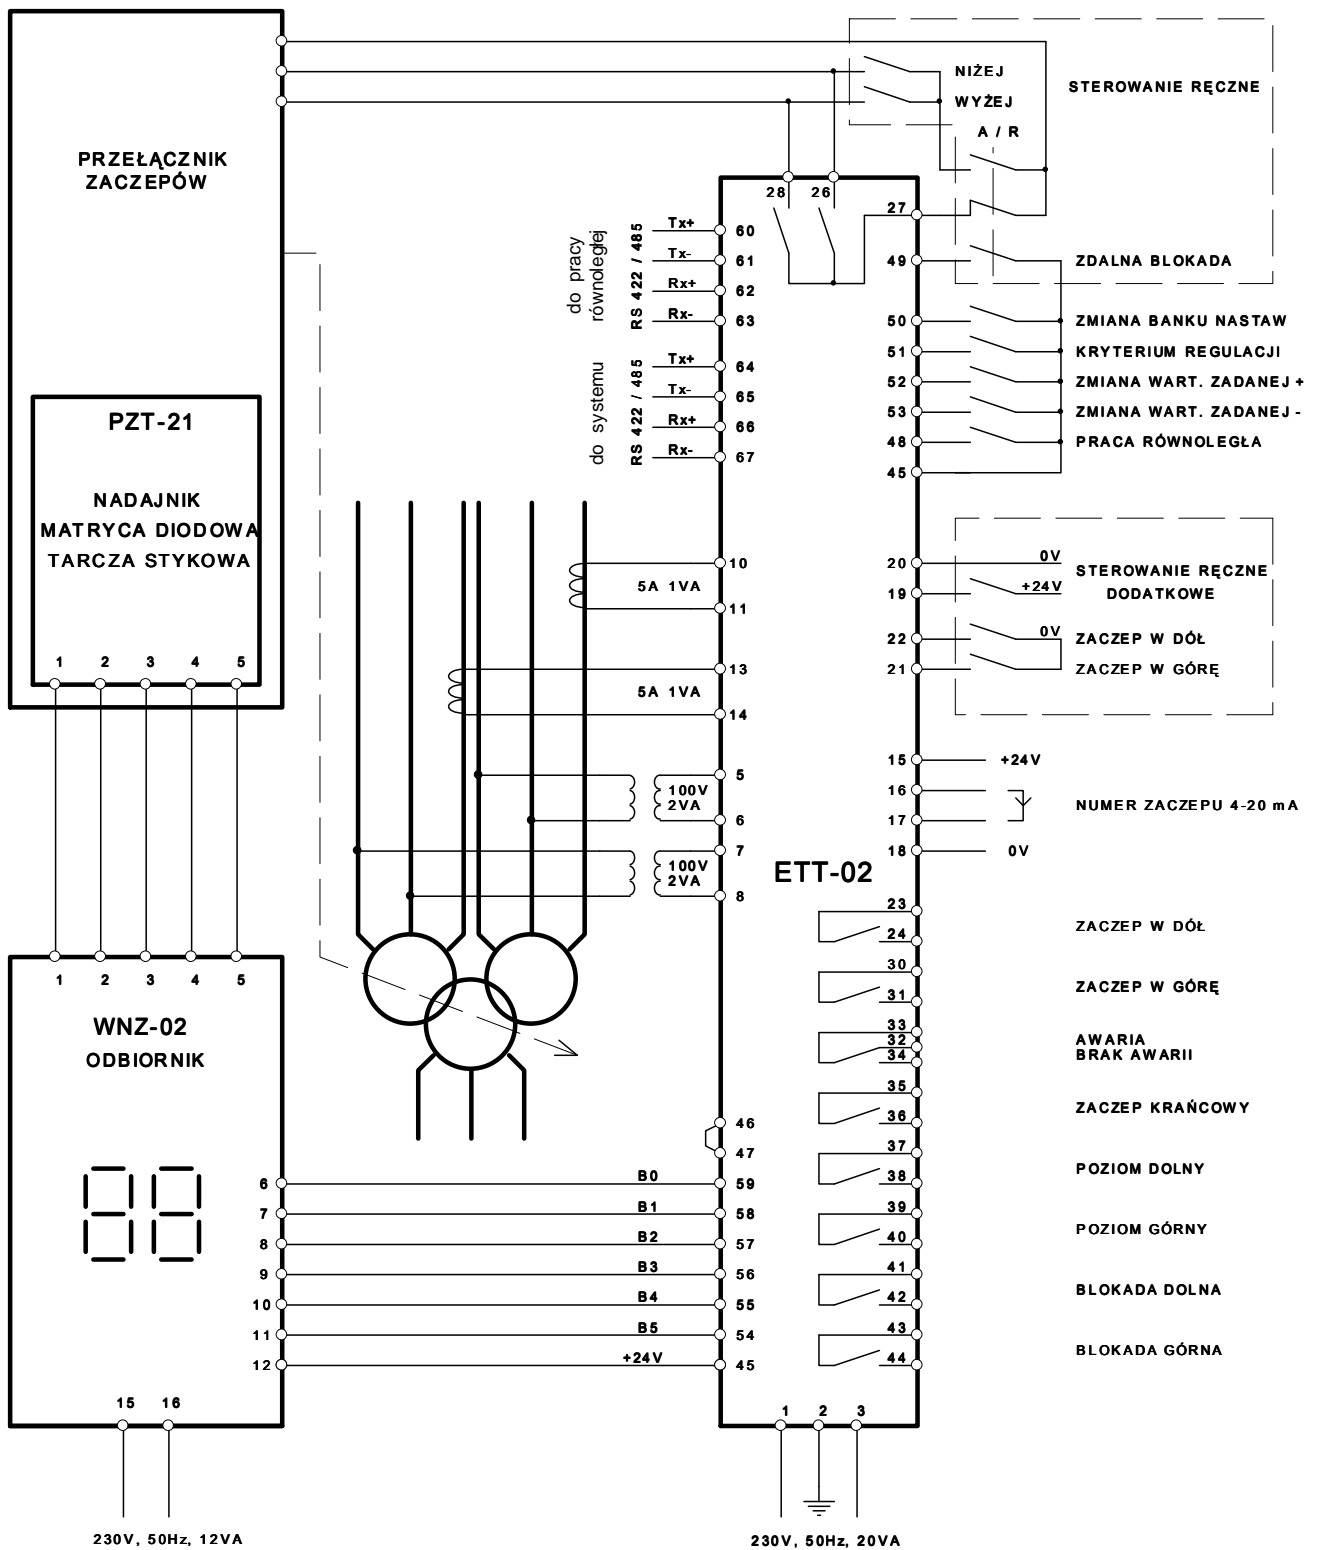 NIŻEJ
WYŻEJ
STEROWANIE RĘCZNE
A / R
PRZEŁĄCZNIK
ZACZEPÓW
28
26
27
do pracy
równoległej
RS 422 / 485
Tx+
60
Tx-
61
Rx+
62
Rx-
63
49
ZDALNA BLOKADA
50
ZMIANA BANKU NASTAW
51
KRYTERIUM REGULACJI
52
ZMIANA WART. ZADANEJ +
53
ZMIANA WART. ZADANEJ -
48
PRACA RÓWNOLEGŁA
45
do systemu
RS 422 / 485
Tx+
64
Tx-
65
Rx+
66
Rx-
67
PZT-21
NADAJNIK
MATRYCA DIODOWA
TARCZA STYKOWA
1
2
3
4
5
10
5A 1VA
11
13
5A 1VA
14
5
100V
2VA
6
7
100V
2VA
8
20
0V
STEROWANIE RĘCZNE
DODATKOWE
19
+24V
22
0V
ZACZEP W DÓŁ
21
ZACZEP W GÓRĘ
15
+24V
16
17
NUMER ZACZEPU 4-20 mA
18
0V
ETT-02
23
24
ZACZEP W DÓŁ
30
31
ZACZEP W GÓRĘ
33
32
34
AWARIA
BRAK AWARII
35
36
ZACZEP KRAŃCOWY
37
38
POZIOM DOLNY
39
40
POZIOM GÓRNY
41
42
BLOKADA DOLNA
43
44
BLOKADA GÓRNA
1
2
3
4
5
WNZ-02
ODBIORNIK
88
46
47
6
B0
59
7
B1
58
8
B2
57
9
B3
56
10
B4
55
11
B5
54
12
+24V
45
15
16
1
2
3
230V, 50Hz, 12VA
230V, 50Hz, 20VA